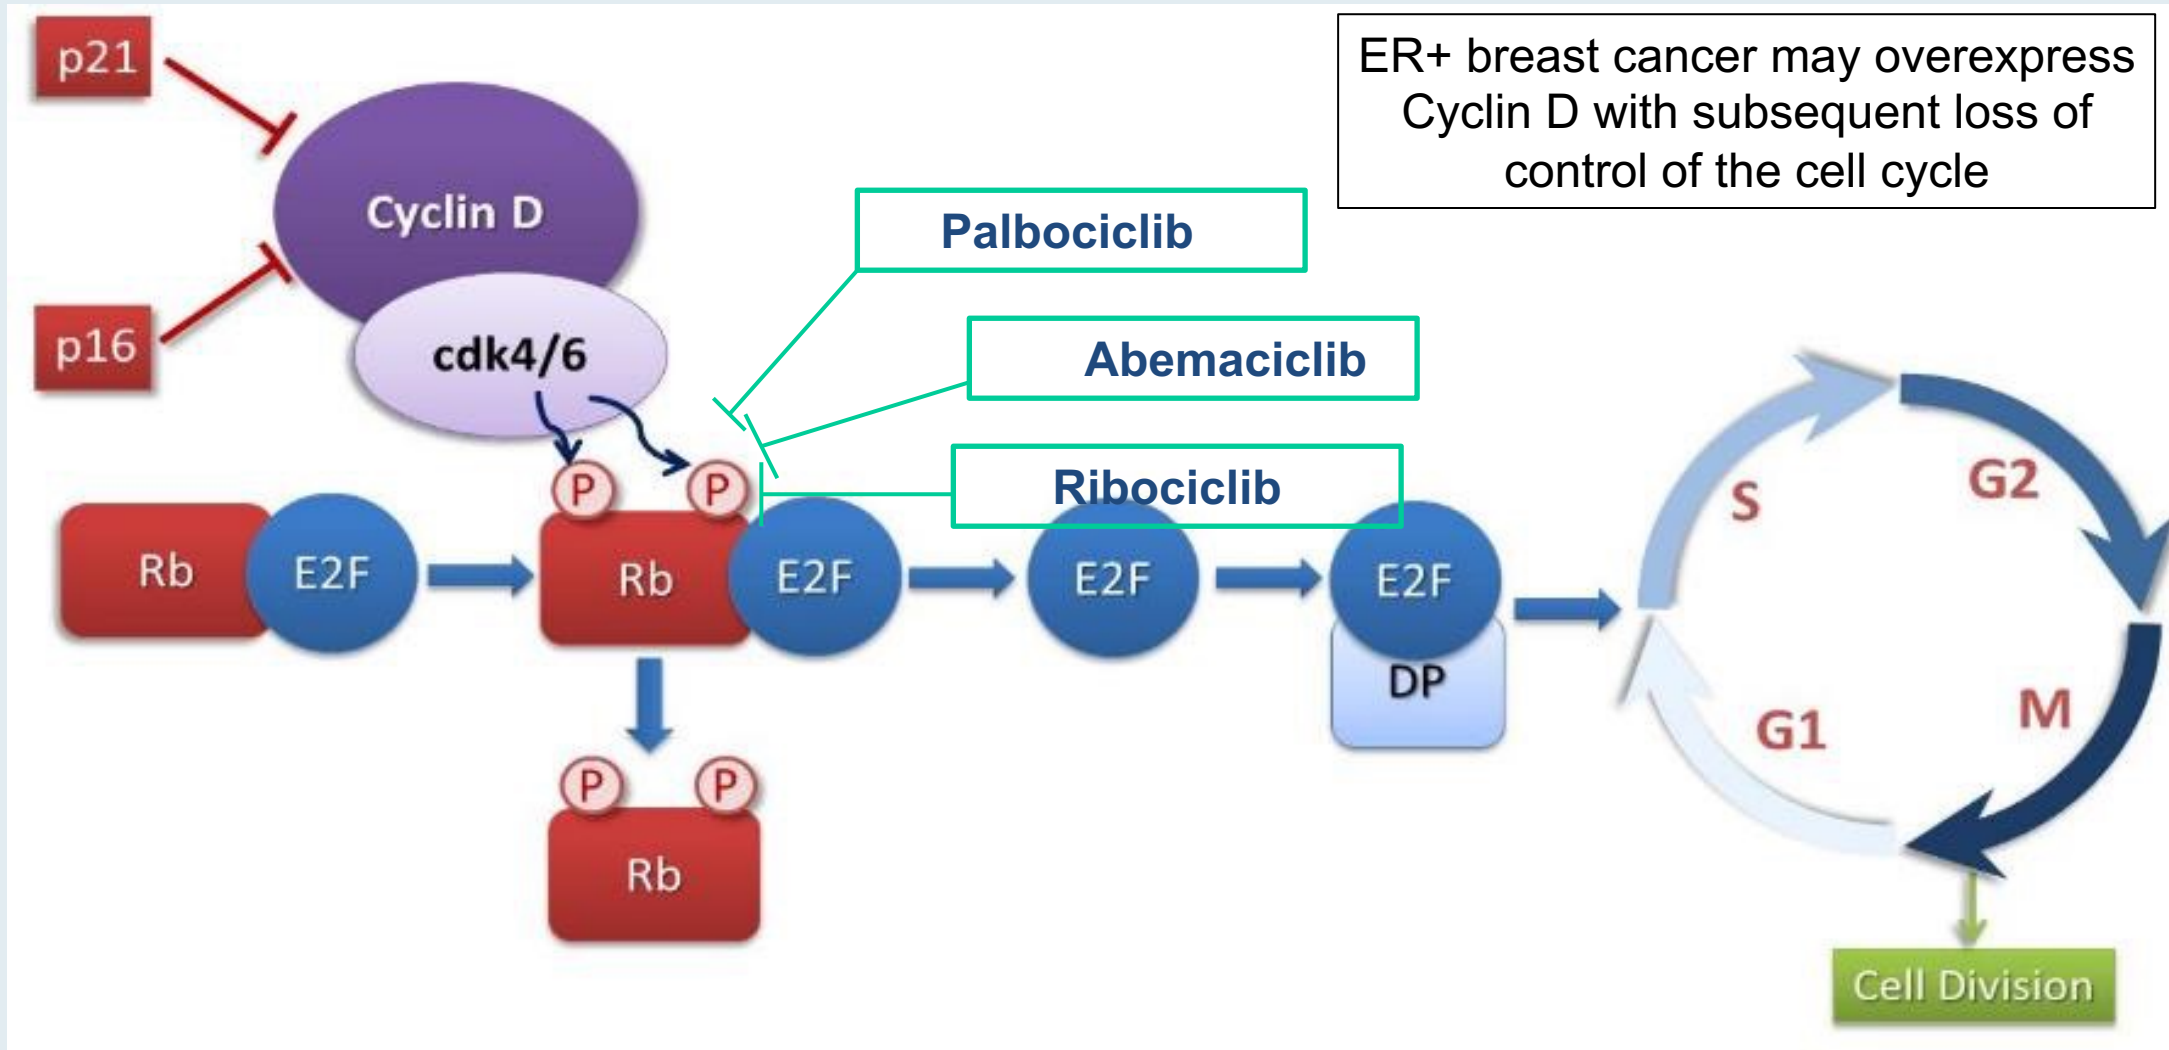 p21
ER+ breast cancer may overexpress
Cyclin D with subsequent loss of
control of the cell cycle
Cyclin D
Palbociclib
p16
cdk4/6
Abemaciclib
Ribociclib
P
P
Rb
E2F
Rb
E2F
E2F
E2F
DP
S
G2
G1
M
P
P
Rb
Cell Division